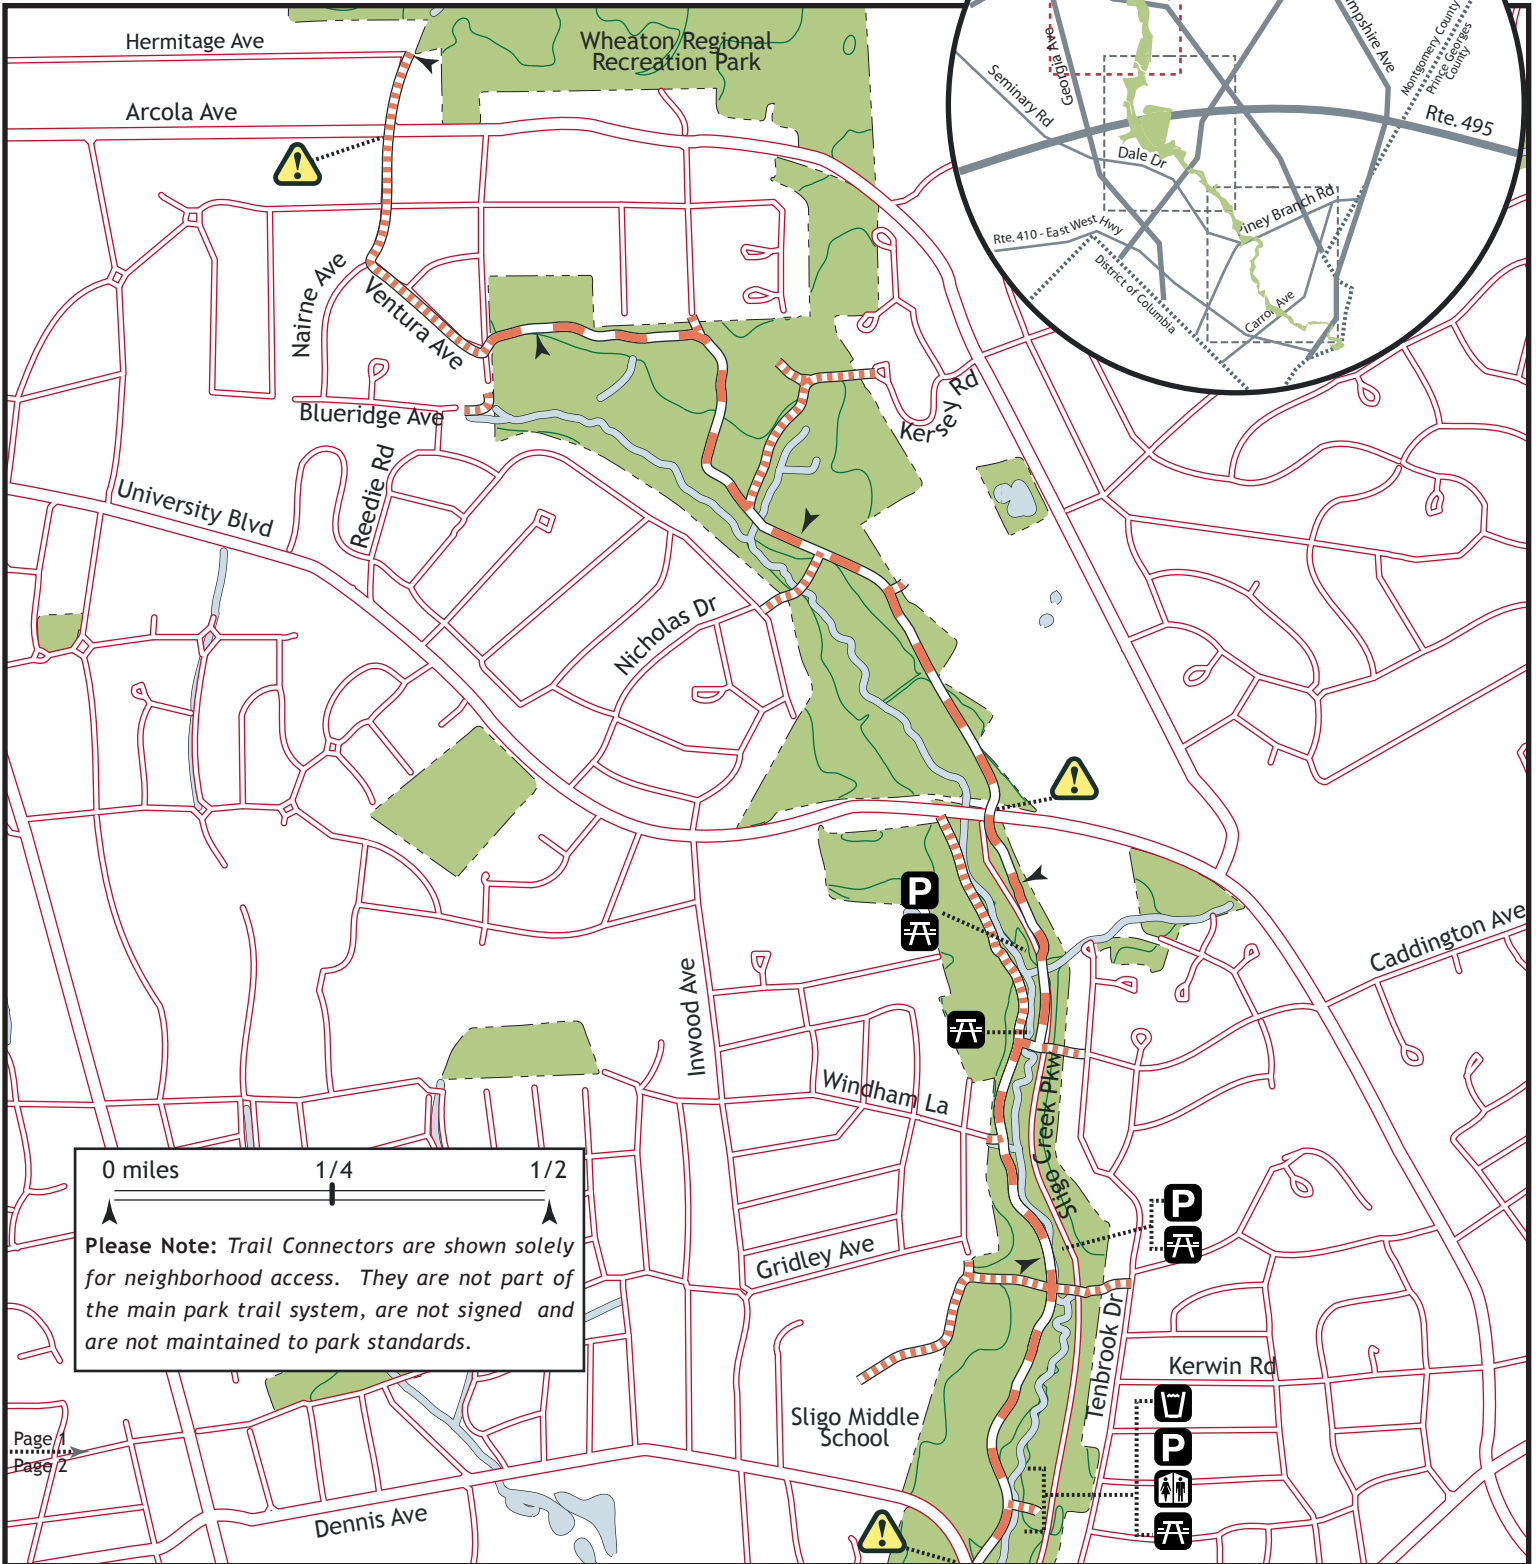 Hermitage Ave
Wheaton Regional
Recreation Park
Arcola Ave
Georgia Ave
Seminary Rd
Montgomery County
Prince Georges
County
Rte. 495
Dale Dr
Rte. 410 - East West Hwy
District of Columbia
Nairne Ave
Ventura Ave
Blueridge Ave
Kersey Rd
University Blvd
Reedie Rd
Nicholas Dr
P
Caddington Ave
Inwood Ave
Windham La
Sligo Creek Pkwy
0 miles 1/4 1/2
Please Note: Trail Connectors are shown solely
for neighborhood access. They are not part of
the main park trail system, are not signed and
are not maintained to park standards.
P
Gridley Ave
Tenbrook Dr
Kerwin Rd
Sligo Middle
School
P
Page 1
Page 2
Dennis Ave